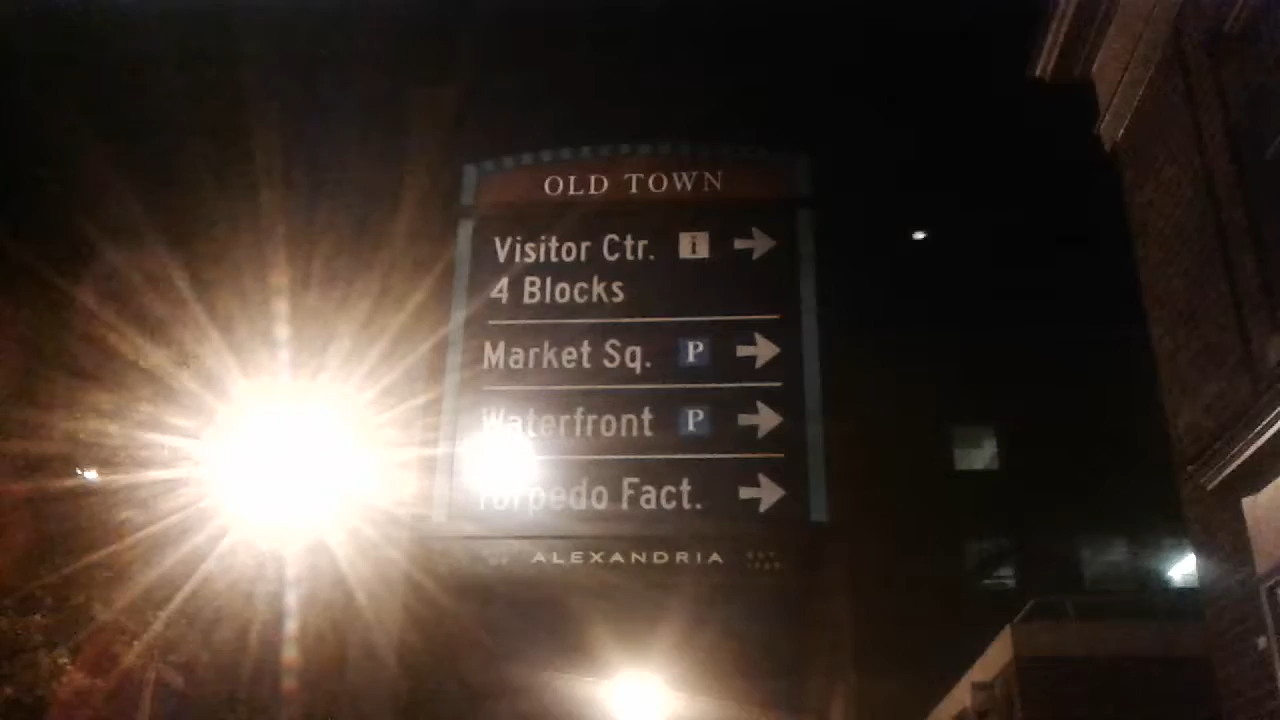 OLD TOWN
Visitor Ctr. i
4 Blocks
Market Sq. P
Waterfront P
Torpedo Fact.
ALEXANDRIA